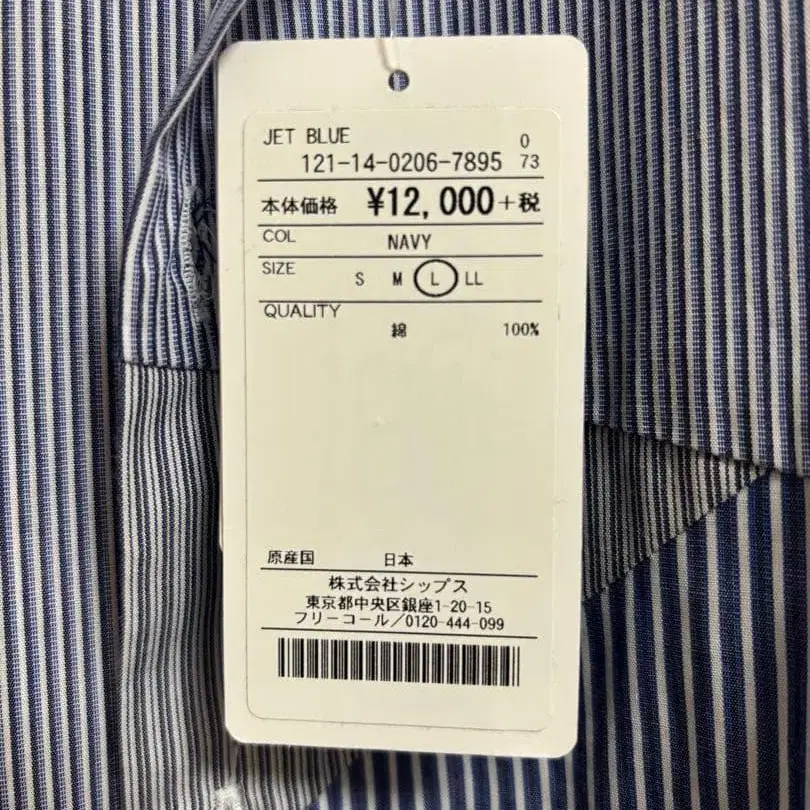 JET BLUE
0
121-14-0206-7895 73
本体価格 ¥12,000+税
COL NAVY
SIZE S M L LL
QUALITY
綿 100%
原産国 日本
株式会社シップス
東京都中央区銀座1-20-15
フリーコール/0120-444-099